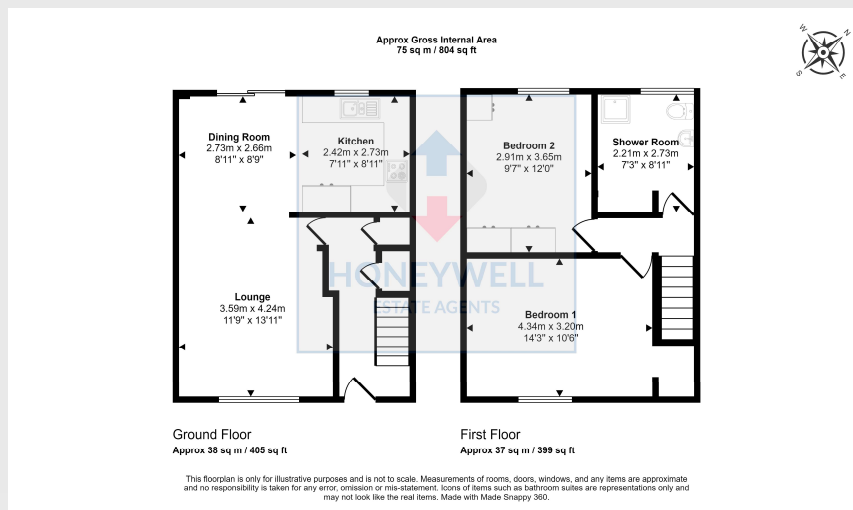 Approx Gross Internal Area
75 sq m / 804 sq ft
W
N
S
E
Dining Room
2.73m x 2.66m
8'11" x 8'9"
Kitchen
2.42m x 2.73m
7'11" x 8'11"
Lounge
3.59m x 4.24m
11'9" x 13'11"
Bedroom 2
2.91m x 3.65m
9'7" x 12'0"
Shower Room
2.21m x 2.73m
7'3" x 8'11"
Bedroom 1
4.34m x 3.20m
14'3" x 10'6"
HONEYWELL
ESTATE AGENTS
Ground Floor
Approx 38 sq m / 405 sq ft
First Floor
Approx 37 sq m / 399 sq ft
This floorplan is only for illustrative purposes and is not to scale. Measurements of rooms, doors, windows, and any items are approximate
and no responsibility is taken for any error, omission or mis-statement. Icons of items such as bathroom suites are representations only and
may not look like the real items. Made with Made Snappy 360.